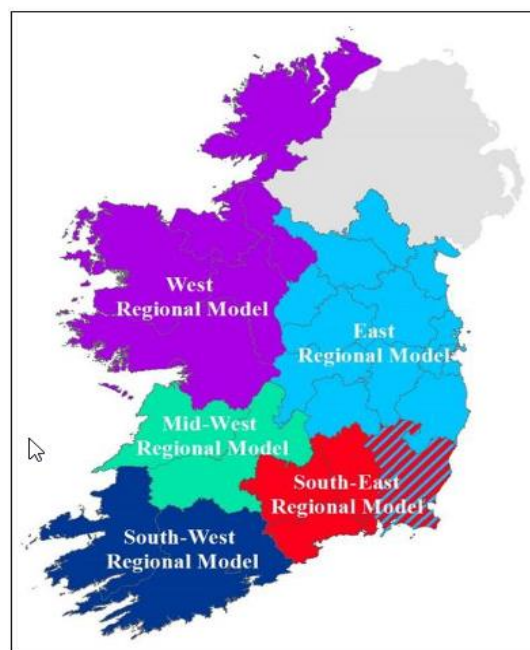 West
Regional Model
East
Regional Model
Mid-West
Regional Model
South-East
Regional Model
South-West
Regional Model